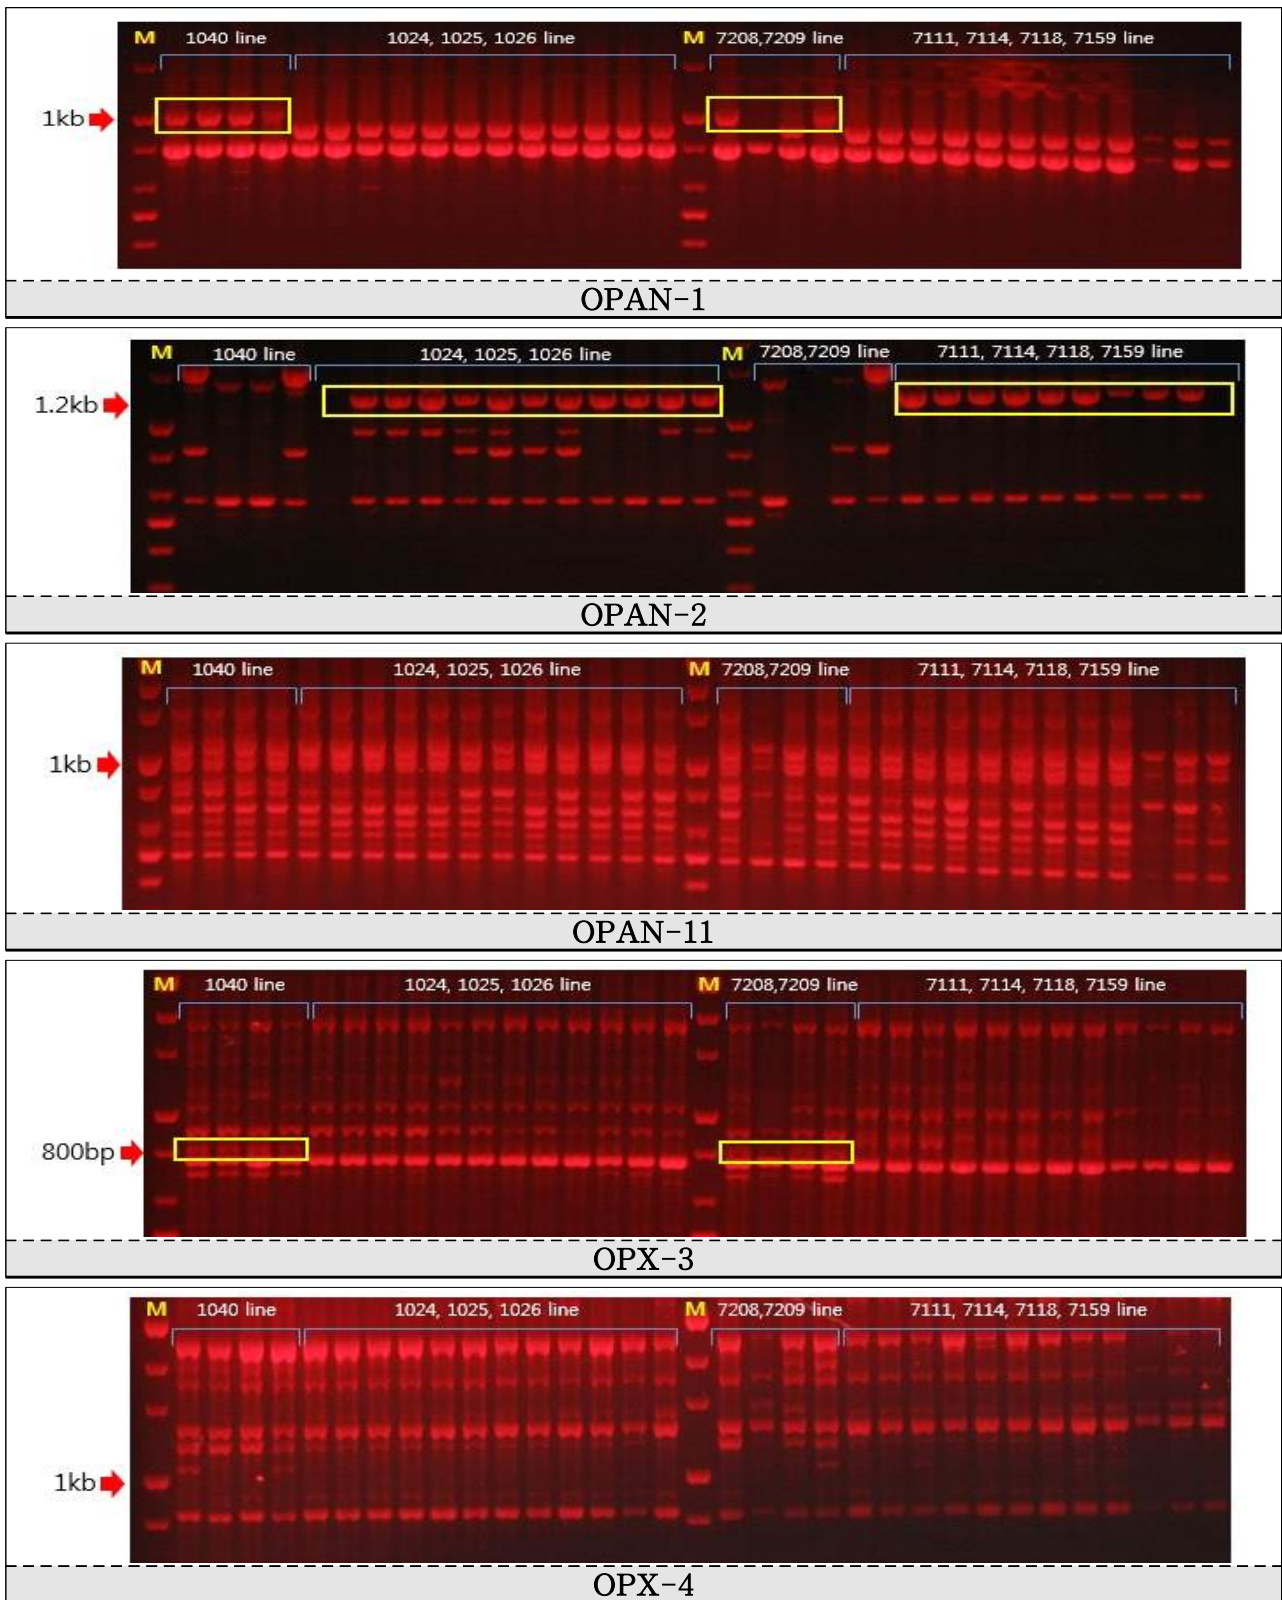 M 1040 line 1024, 1025, 1026 line M 7208,7209 line 7111, 7114, 7118, 7159 line
1kb
OPAN-1
M 1040 line 1024, 1025, 1026 line M 7208,7209 line 7111, 7114, 7118, 7159 line
1.2kb
OPAN-2
M 1040 line 1024, 1025, 1026 line M 7208,7209 line 7111, 7114, 7118, 7159 line
1kb
OPAN-11
M 1040 line 1024, 1025, 1026 line M 7208,7209 line 7111, 7114, 7118, 7159 line
800bp
OPX-3
M 1040 line 1024, 1025, 1026 line M 7208,7209 line 7111, 7114, 7118, 7159 line
1kb
OPX-4